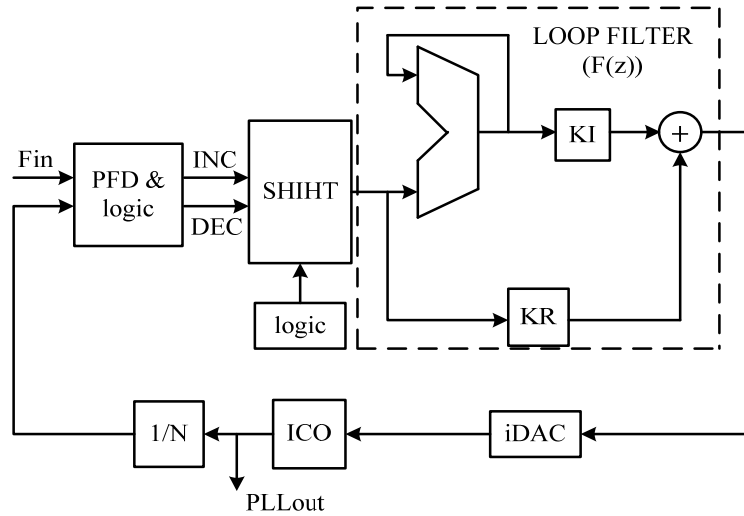 LOOP FILTER
(F(z))
Fin
PFD &
logic
INC
DEC
SHIHT
KI
+
logic
KR
1/N
ICO
iDAC
PLLout